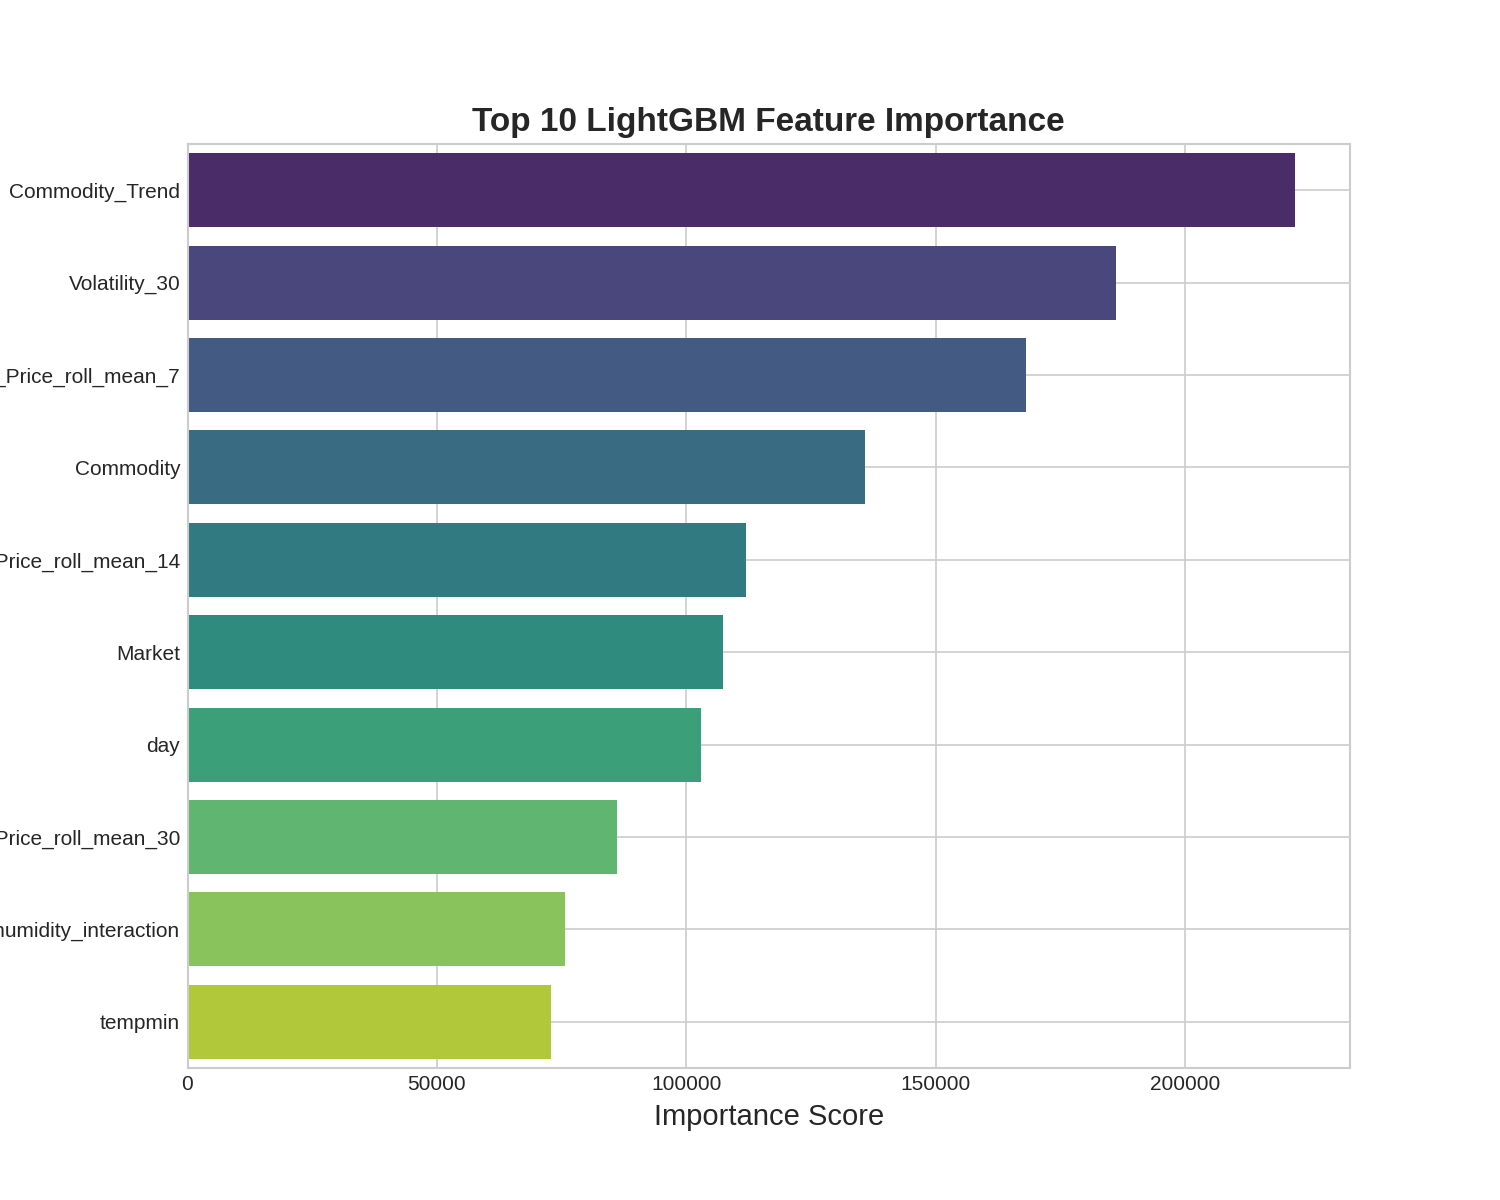 Top 10 LightGBM Feature Importance
Commodity_Trend
Volatility_30
_Price_roll_mean_7
Commodity
Price_roll_mean_14
Market
day
Price_roll_mean_30
humidity_interaction
tempmin
0 50000 100000 150000 200000
Importance Score